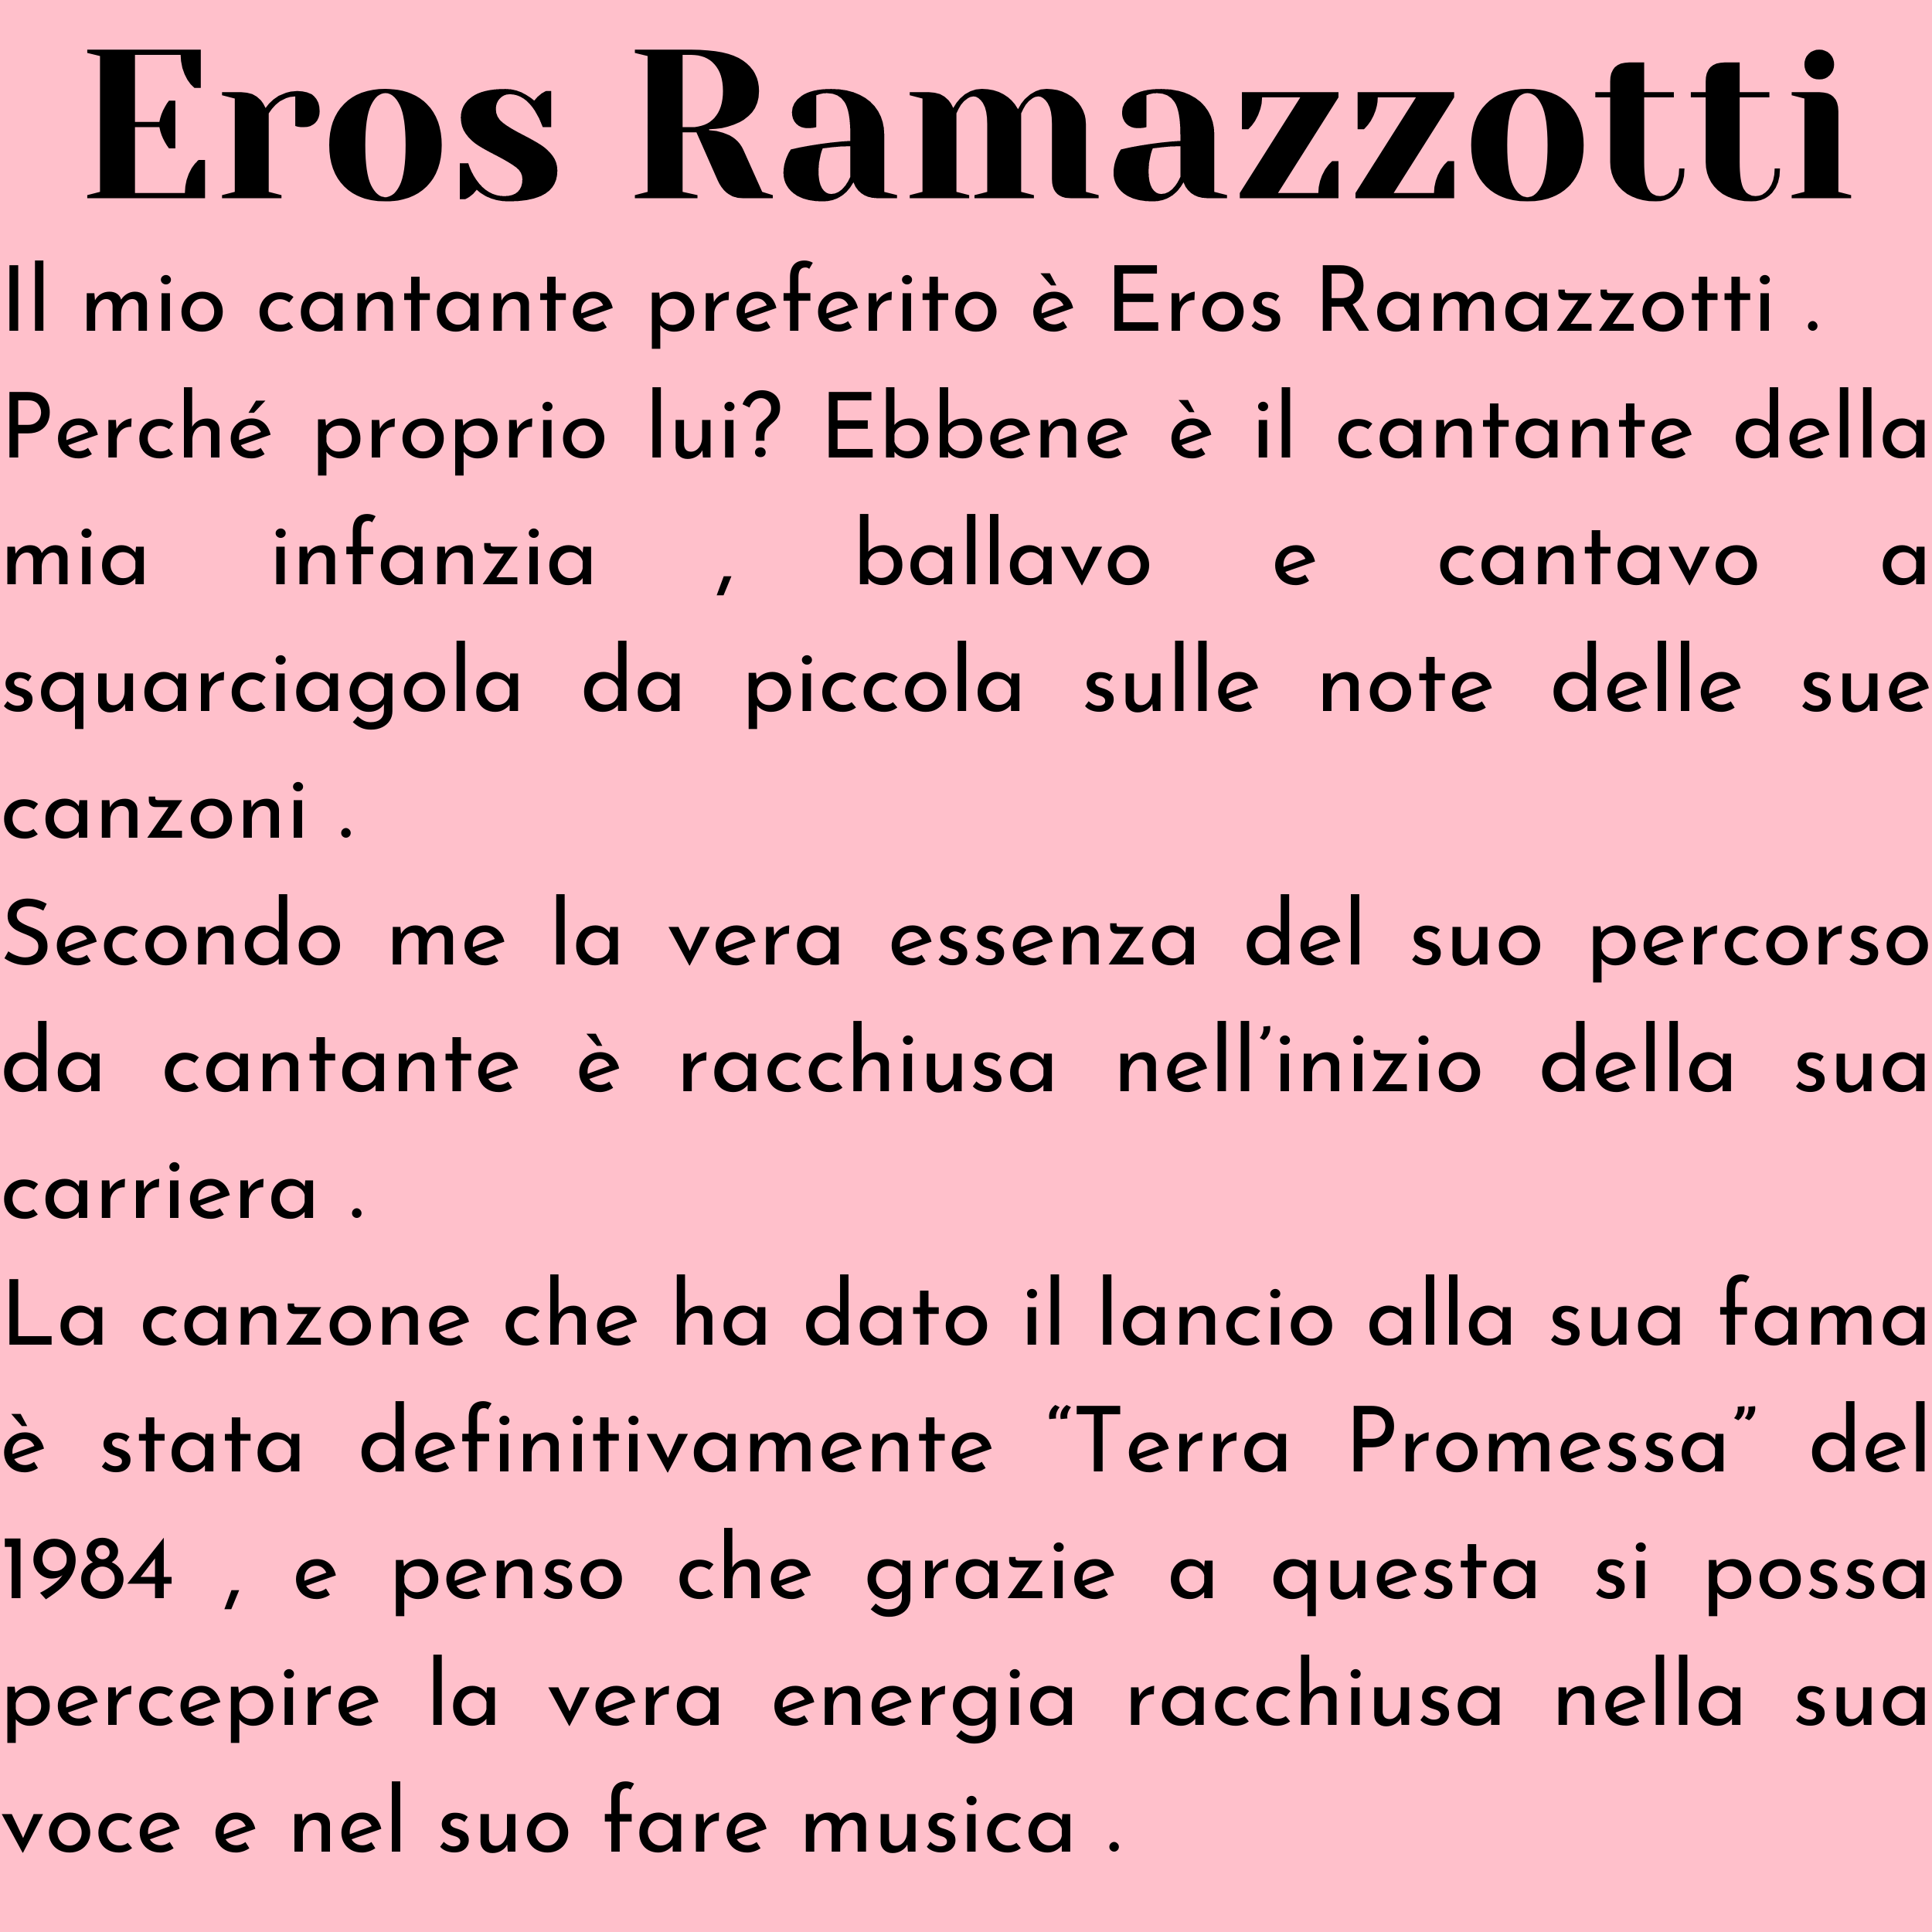 Eros Ramazzotti
Il mio cantante preferito è Eros Ramazzotti .
Perché proprio lui? Ebbene è il cantante della
mia infanzia , ballavo e cantavo a
squarciagola da piccola sulle note delle sue
canzoni .
Secondo me la vera essenza del suo percorso
da cantante è racchiusa nell’inizio della sua
carriera .
La canzone che ha dato il lancio alla sua fama
è stata definitivamente “Terra Promessa” del
1984 , e penso che grazie a questa si possa
percepire la vera energia racchiusa nella sua
voce e nel suo fare musica .